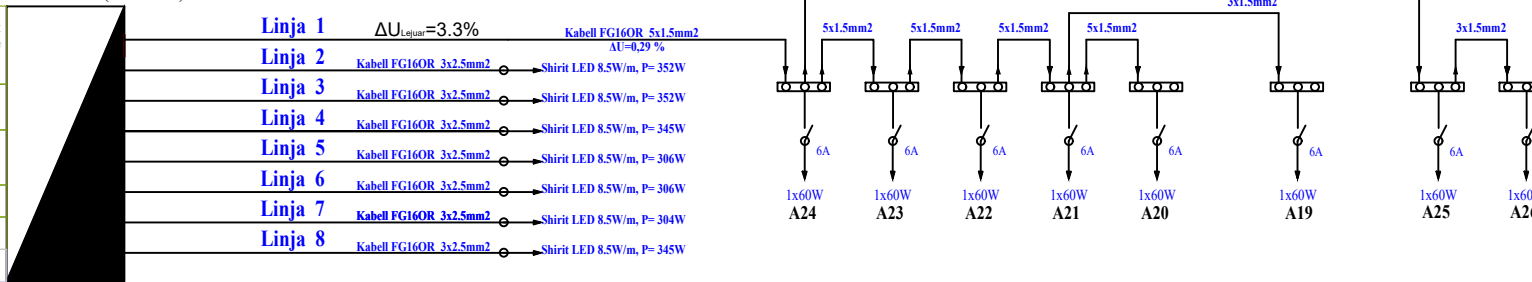 3x1.5mm2
Linja 1 ΔULejuar=3.3% Kabell FG16OR 5x1.5mm2
ΔU=0,29 %
5x1.5mm2 5x1.5mm2 5x1.5mm2 5x1.5mm2 3x1.5mm2
Linja 2 Kabell FG16OR 3x2.5mm2 Shirit LED 8.5W/m, P= 352W
Linja 3 Kabell FG16OR 3x2.5mm2 Shirit LED 8.5W/m, P= 352W
Linja 4 Kabell FG16OR 3x2.5mm2 Shirit LED 8.5W/m, P= 345W
Linja 5 Kabell FG16OR 3x2.5mm2 Shirit LED 8.5W/m, P= 306W
Linja 6 Kabell FG16OR 3x2.5mm2 Shirit LED 8.5W/m, P= 306W
Linja 7 Kabell FG16OR 3x2.5mm2 Shirit LED 8.5W/m, P= 304W
Linja 8 Kabell FG16OR 3x2.5mm2 Shirit LED 8.5W/m, P= 345W
6A 6A 6A 6A 6A 6A 6A
1x60W 1x60W 1x60W 1x60W 1x60W 1x60W 1x60W
A24 A23 A22 A21 A20 A19 A25